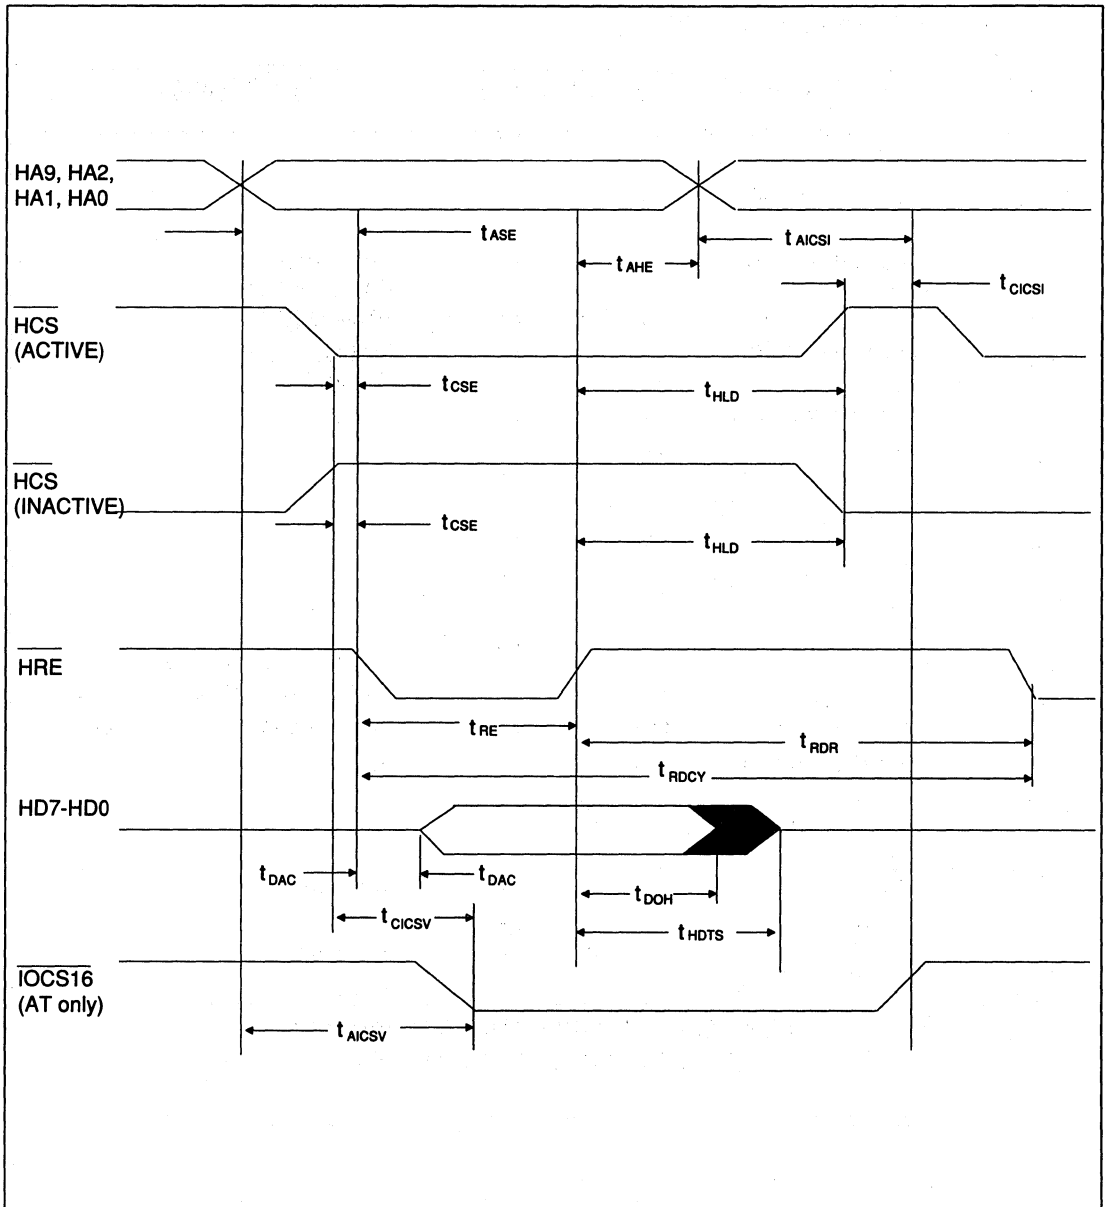 HA9, HA2,
HA1, HA0
tASE
tAICSI
tAHE
tCICSI
HCS
(ACTIVE)
tCSE
tHLD
HCS
(INACTIVE)
tCSE
tHLD
HRE
tRE
tRDR
tRDCY
HD7-HD0
tDAC
tDAC
tDOH
tCICSV
tHDTS
IOCS16
(AT only)
tAICSV